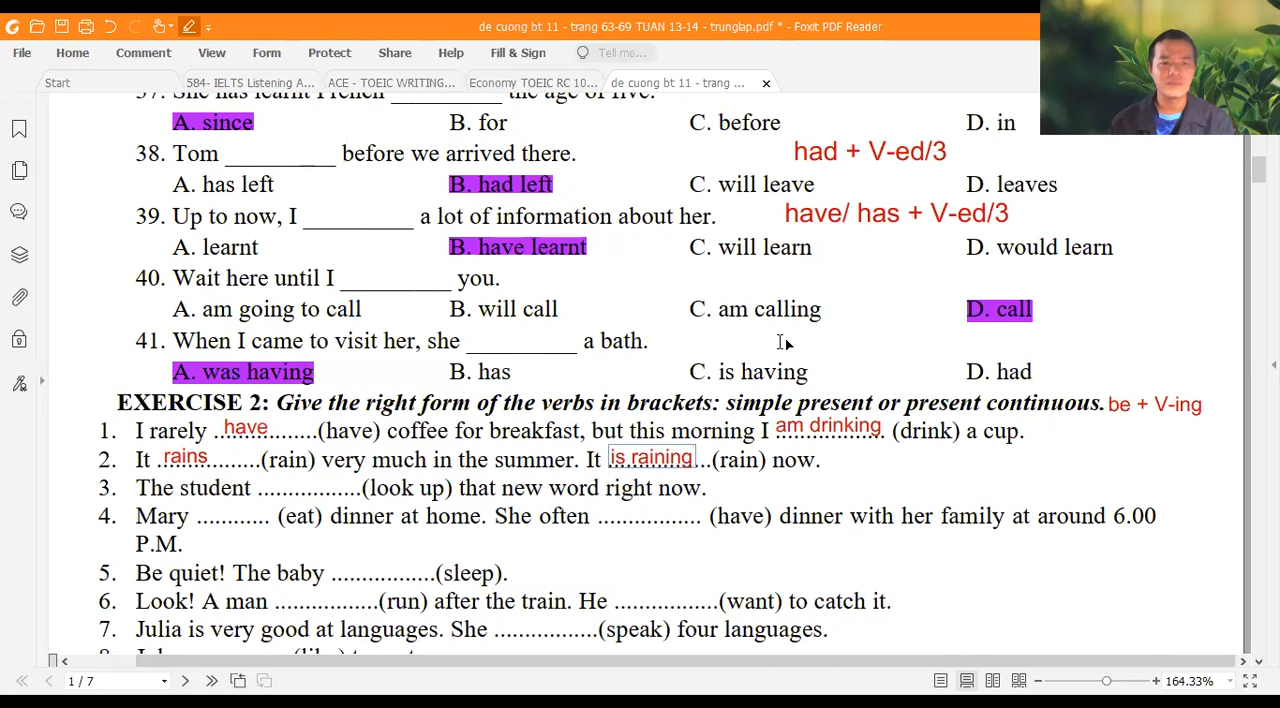 de cuong bt 11 - trang 63-69 TUAN 13-14 - trunglap.pdf * - Foxit PDF Reader
File Home Comment View Form Protect Share Help Fill & Sign Tell me...
Start 584- IELTS Listening A... ACE - TOEIC WRITING... Economy TOEIC RC 10... de cuong bt 11 - trang ...
37. She has learnt French __________ the age of five.
A. since B. for C. before D. in
38. Tom __________ before we arrived there. had + V-ed/3
A. has left B. had left C. will leave D. leaves
39. Up to now, I __________ a lot of information about her. have/ has + V-ed/3
A. learnt B. have learnt C. will learn D. would learn
40. Wait here until I __________ you.
A. am going to call B. will call C. am calling D. call
41. When I came to visit her, she __________ a bath.
A. was having B. has C. is having D. had
EXERCISE 2: Give the right form of the verbs in brackets: simple present or present continuous. be + V-ing
1. I rarely have (have) coffee for breakfast, but this morning I am drinking (drink) a cup.
2. It rains (rain) very much in the summer. It is raining (rain) now.
3. The student .................(look up) that new word right now.
4. Mary ............ (eat) dinner at home. She often ................. (have) dinner with her family at around 6.00
P.M.
5. Be quiet! The baby .................(sleep).
6. Look! A man .................(run) after the train. He .................(want) to catch it.
7. Julia is very good at languages. She .................(speak) four languages.
1 / 7 164.33%